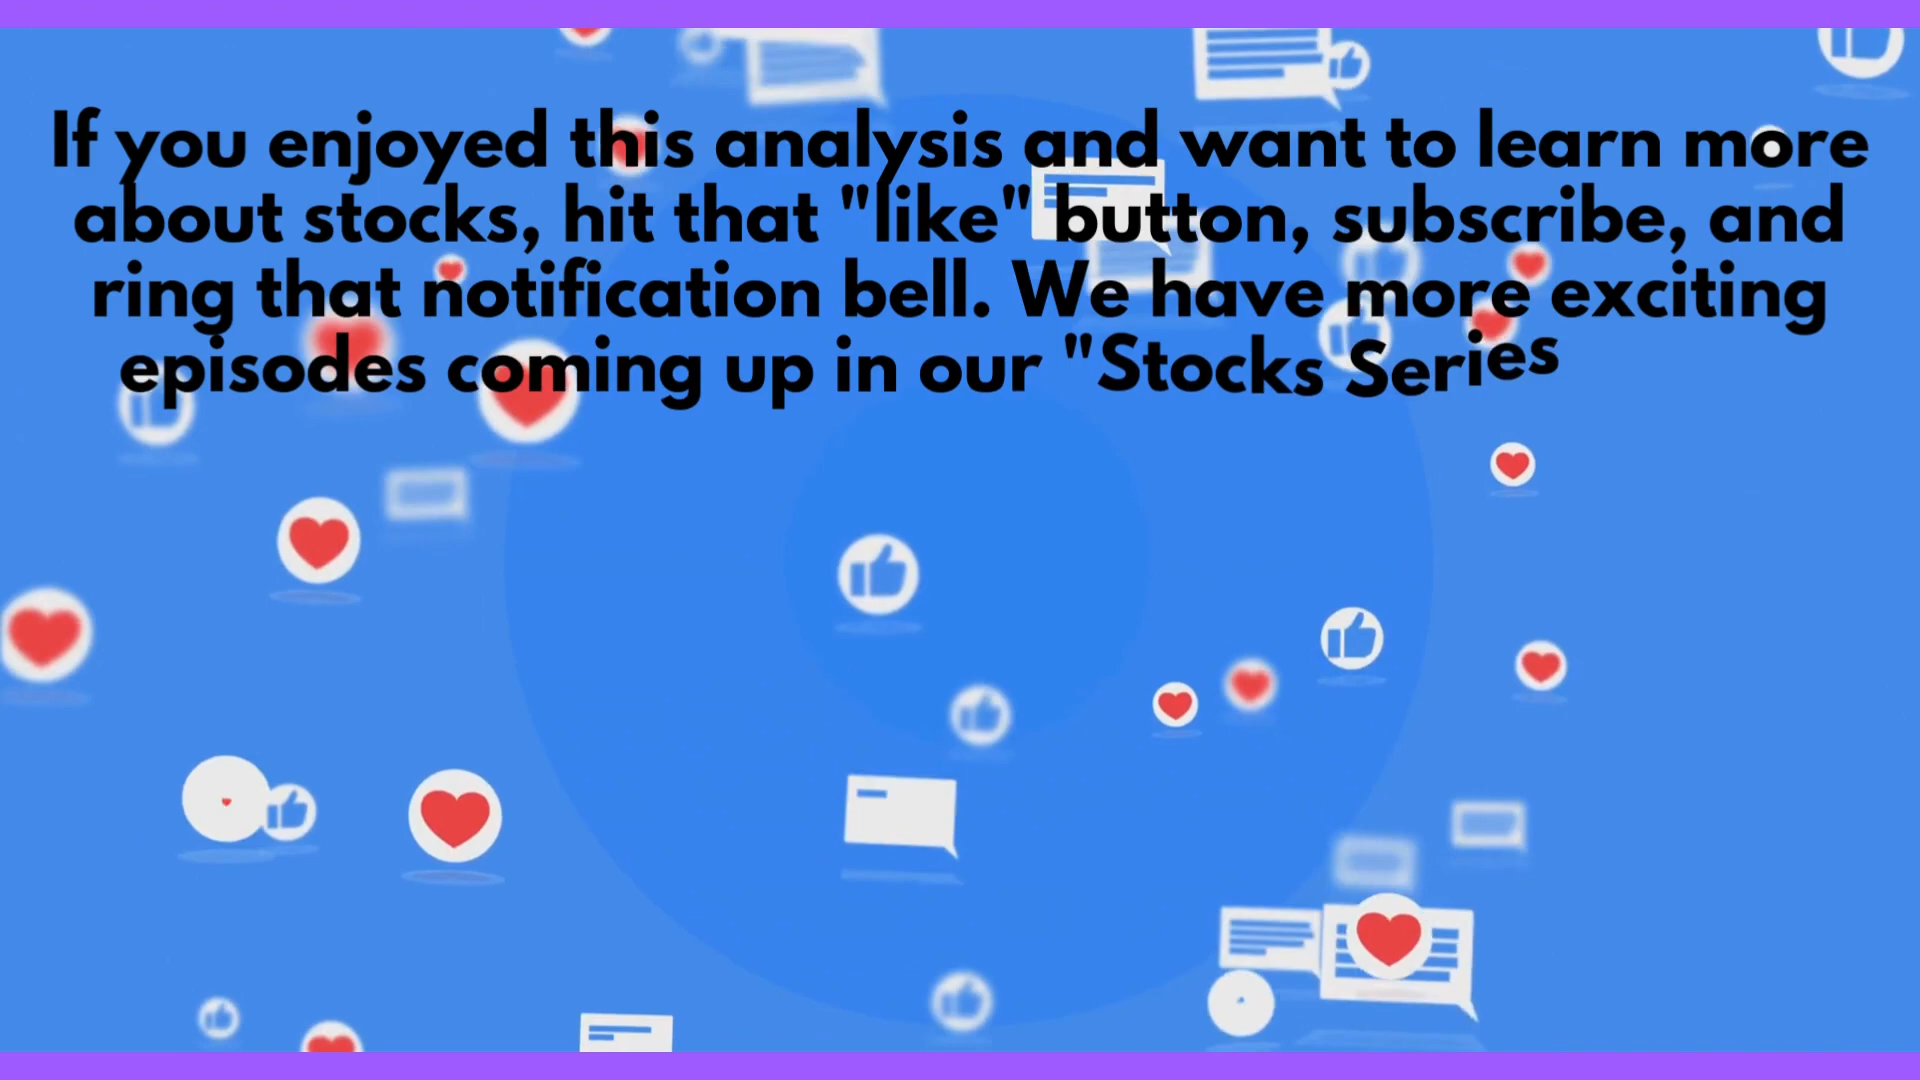 If you enjoyed this analysis and want to learn more
about stocks, hit that "like" button, subscribe, and
ring that notification bell. We have more exciting
episodes coming up in our "Stocks Series